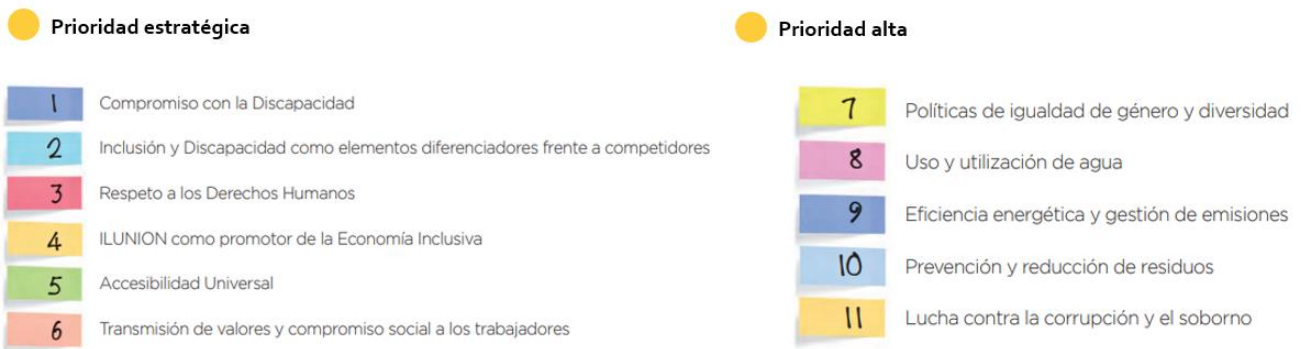 Prioridad estratégica
1 Compromiso con la Discapacidad
2 Inclusión y Discapacidad como elementos diferenciadores frente a competidores
3 Respeto a los Derechos Humanos
4 ILUNION como promotor de la Economía Inclusiva
5 Accesibilidad Universal
6 Transmisión de valores y compromiso social a los trabajadores
Prioridad alta
7 Políticas de igualdad de género y diversidad
8 Uso y utilización de agua
9 Eficiencia energética y gestión de emisiones
10 Prevención y reducción de residuos
11 Lucha contra la corrupción y el soborno